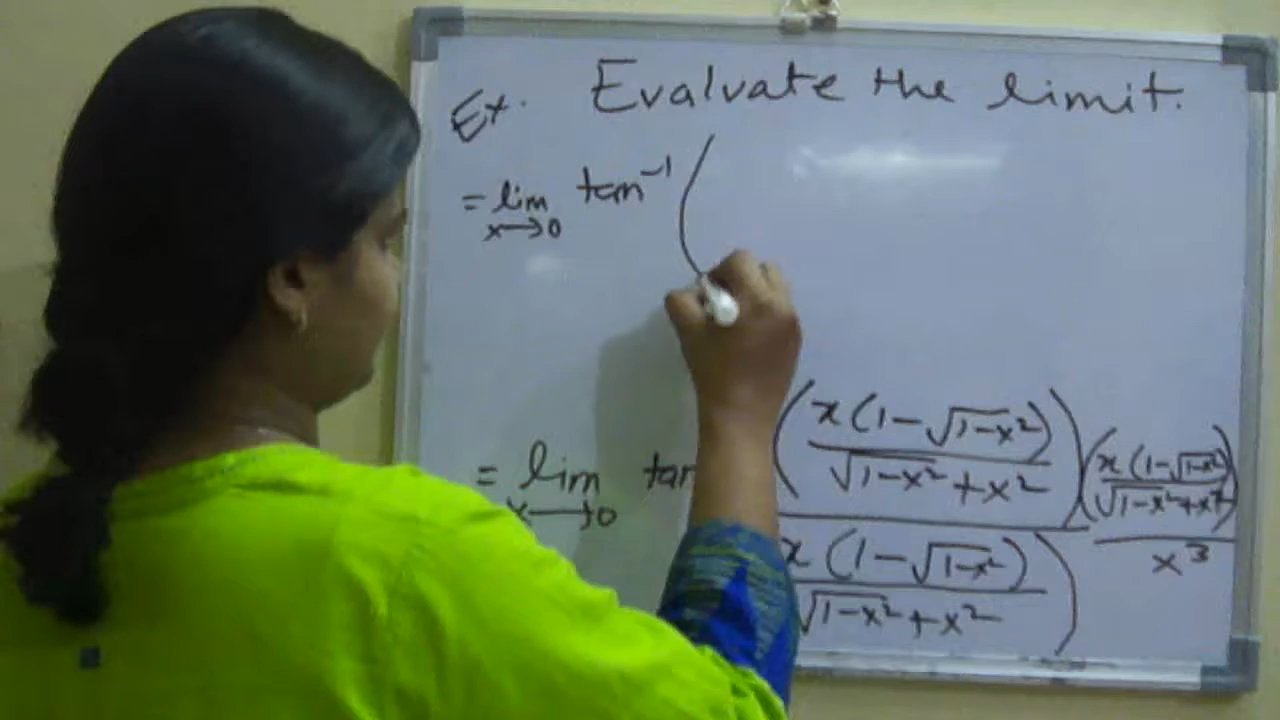 Ex. Evaluate the limit.
= lim tan⁻¹ (
x→0
= lim tan (x(1-√1-x²) / √1-x²+x²) (x(1-√1-x²) / √1-x²+x²)
x→0
x(1-√1-x²) / √1-x²+x²) x³